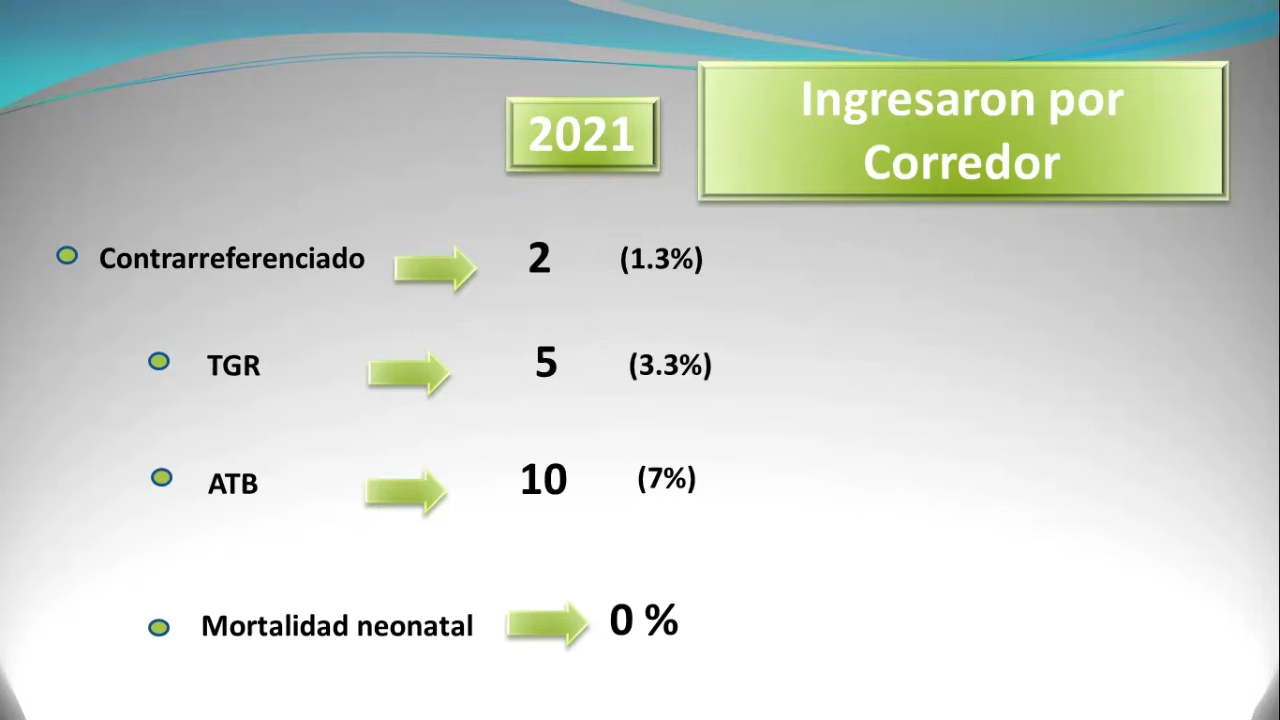 2021
Ingresaron por
Corredor
Contrarreferenciado 2 (1.3%)
TGR 5 (3.3%)
ATB 10 (7%)
Mortalidad neonatal 0 %